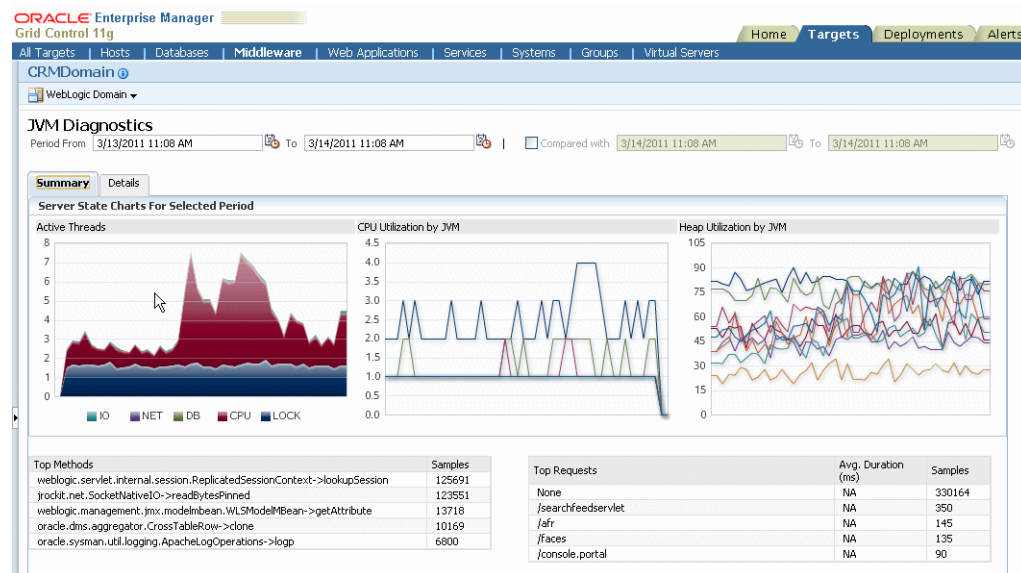 ORACLE Enterprise Manager
Grid Control 11g
Home Targets Deployments Alerts
All Targets | Hosts | Databases | Middleware | Web Applications | Services | Systems | Groups | Virtual Servers
CRMDomain
WebLogic Domain
JVM Diagnostics
Period From 3/13/2011 11:08 AM To 3/14/2011 11:08 AM | Compared with 3/14/2011 11:08 AM To 3/14/2011 11:08 AM
Summary Details
Server State Charts For Selected Period
Active Threads
8
7
6
5
4
3
2
1
0
IO NET DB CPU LOCK
CPU Utilization by JVM
4.5
4.0
3.5
3.0
2.5
2.0
1.5
1.0
0.5
0.0
Heap Utilization by JVM
105
90
75
60
45
30
15
0
Top Methods Samples
weblogic.servlet.internal.session.ReplicatedSessionContext->lookupSession 125691
jrockit.net.SocketNativeIO->readBytesPinned 123551
weblogic.management.jmx.modelmbean.WLSModelMBean->getAttribute 13718
oracle.dms.aggregator.CrossTableRow->clone 10169
oracle.sysman.util.logging.ApacheLogOperations->logp 6800
Top Requests Avg. Duration (ms) Samples
None NA 330164
/searchfeedservlet NA 350
/afr NA 145
/faces NA 135
/console.portal NA 90